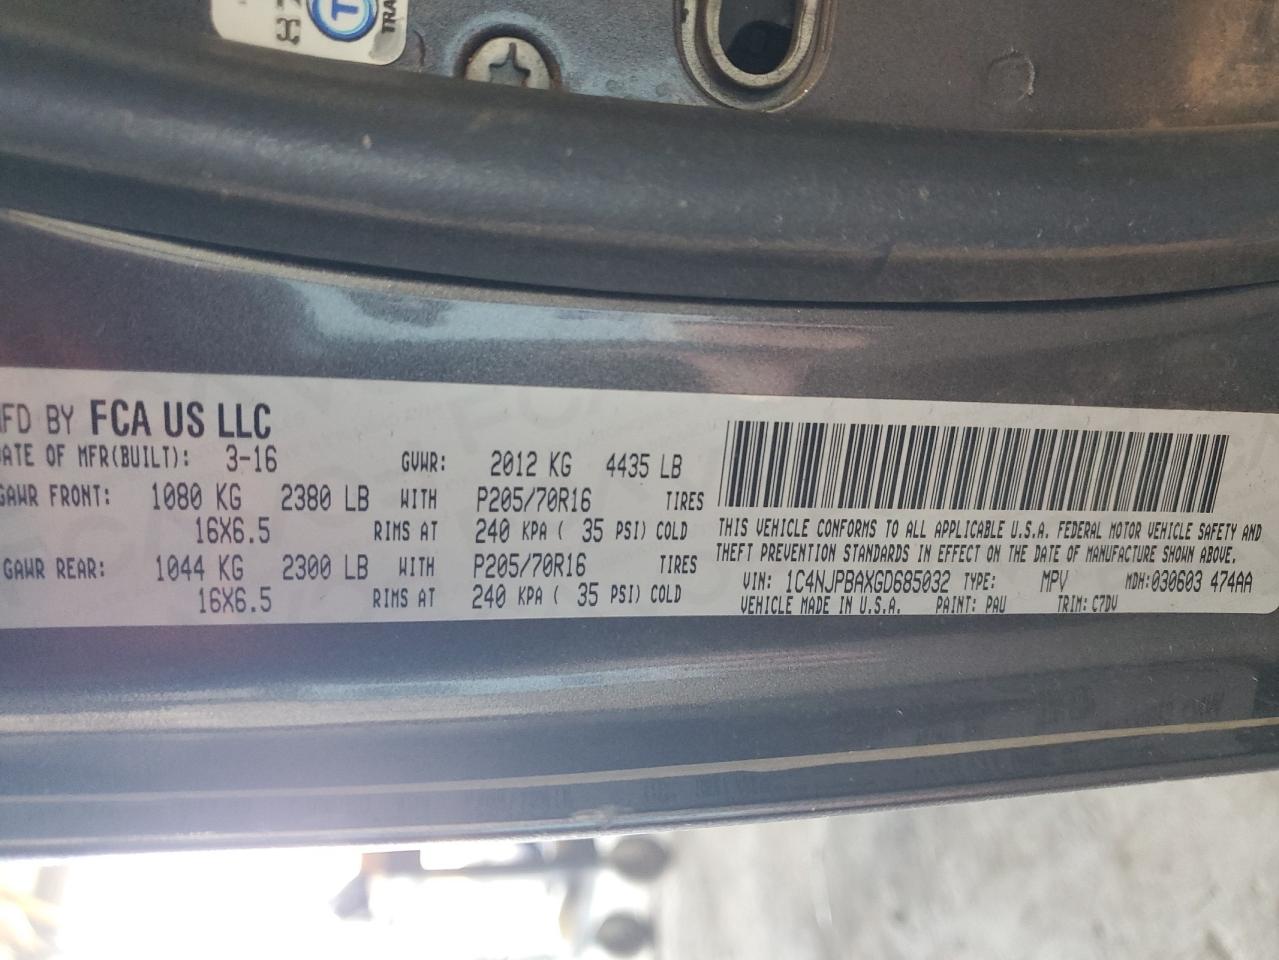 TRA
FD BY FCA US LLC
DATE OF MFR(BUILT): 3-16 GVWR: 2012 KG 4435 LB
GAWR FRONT: 1080 KG 2380 LB WITH P205/70R16 TIRES
16X6.5 RIMS AT 240 KPA ( 35 PSI) COLD
GAWR REAR: 1044 KG 2300 LB WITH P205/70R16 TIRES
16X6.5 RIMS AT 240 KPA ( 35 PSI) COLD
THIS VEHICLE CONFORMS TO ALL APPLICABLE U.S.A. FEDERAL MOTOR VEHICLE SAFETY AND
THEFT PREVENTION STANDARDS IN EFFECT ON THE DATE OF MANUFACTURE SHOWN ABOVE.
VIN: 1C4NJPBAXGD685032 TYPE: MPV MDH:030603 474AA
VEHICLE MADE IN U.S.A. PAINT: PAU TRIM: C7DV